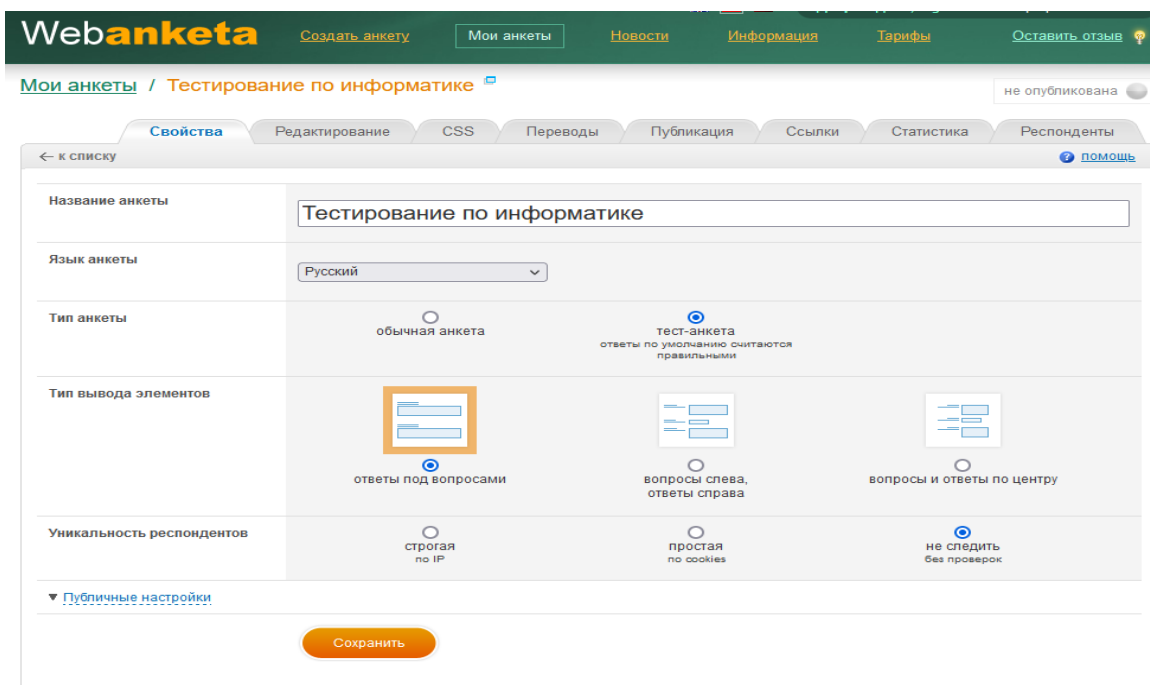 Webanketa Создать анкету Мои анкеты Новости Информация Тарифы Оставить отзыв
Мои анкеты / Тестирование по информатике
не опубликована
Свойства Редактирование CSS Переводы Публикация Ссылки Статистика Респонденты
← к списку
? помощь
Название анкеты
Тестирование по информатике
Язык анкеты
Русский
Тип анкеты
обычная анкета
тест-анкета
ответы по умолчанию считаются
правильными
Тип вывода элементов
ответы под вопросами
вопросы слева,
ответы справа
вопросы и ответы по центру
Уникальность респондентов
строгая
по IP
простая
по cookies
не следить
без проверок
▼ Публичные настройки
Сохранить